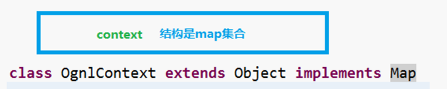 context 结构是map集合
class OgnlContext extends Object implements Map